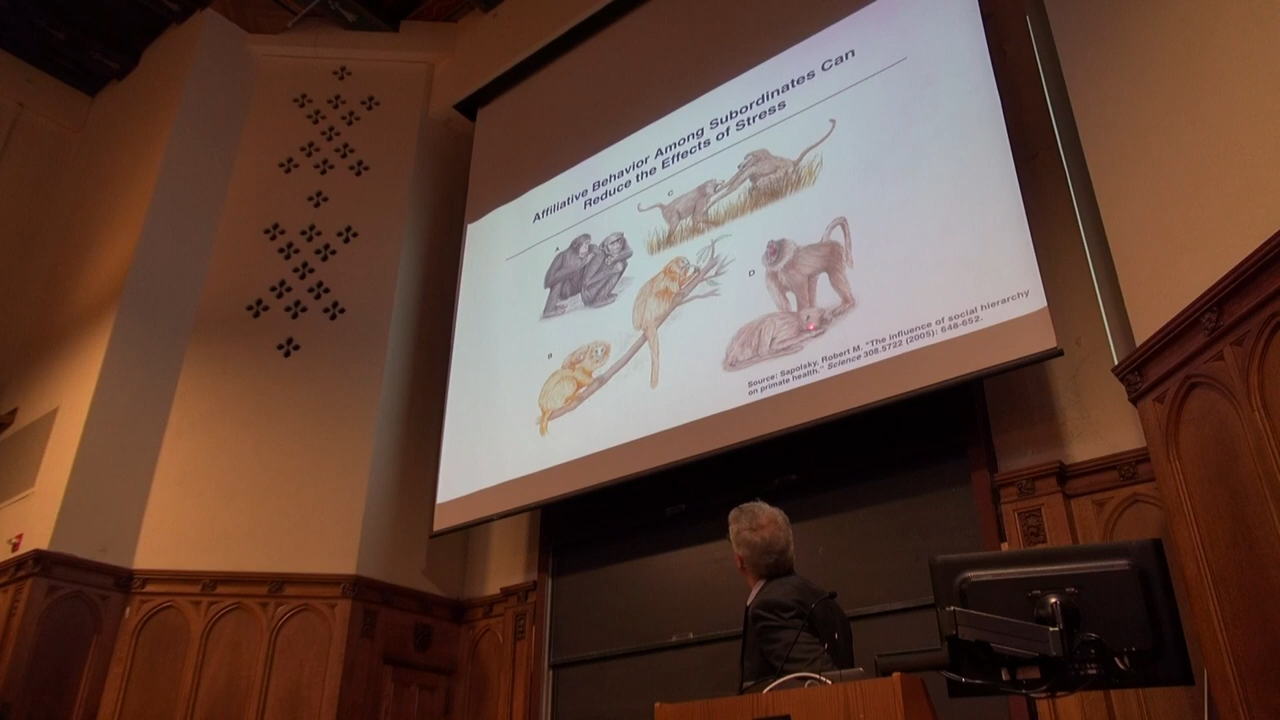 Affiliative Behavior Among Subordinates Can
Reduce the Effects of Stress
C
A
D
B
Source: Sapolsky, Robert M. "The influence of social hierarchy
on primate health." Science 308.5722 (2005): 648-652.